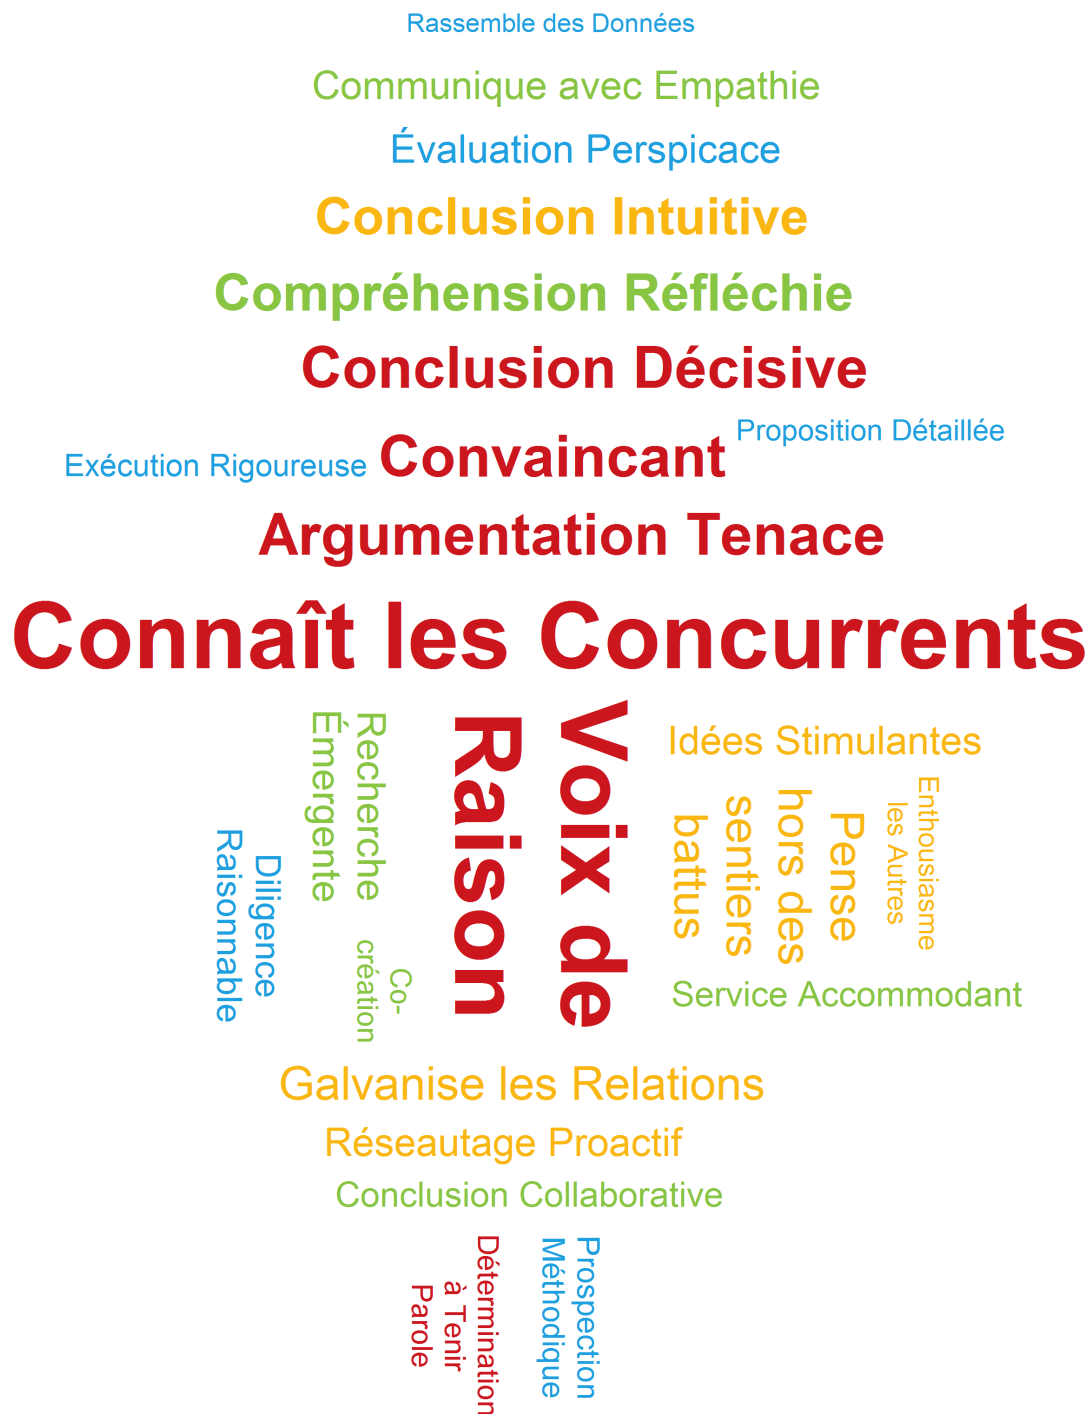 Rassemble des Données
Communique avec Empathie
Évaluation Perspicace
Conclusion Intuitive
Compréhension Réfléchie
Conclusion Décisive
Proposition Détaillée
Exécution Rigoureuse
Convaincant
Argumentation Tenace
Connaît les Concurrents
Voix de
Raison
Recherche
Émergente
Diligence
Raisonnable
Co-
création
Idées Stimulantes
Pense
hors des
sentiers
battus
Enthousiasme
les Autres
Service Accommodant
Galvanise les Relations
Réseautage Proactif
Conclusion Collaborative
Détermination
à Tenir
Parole
Prospection
Méthodique